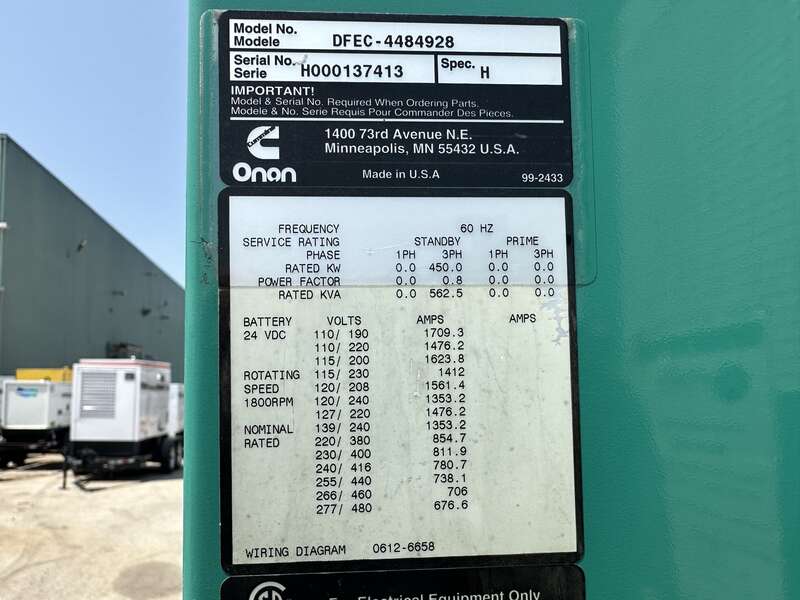 Model No. DFEC-4484928
Modele
Serial No. H000137413 Spec. H
Serie
IMPORTANT!
Model & Serial No. Required When Ordering Parts.
Modele & No. Serie Requis Pour Commander Des Pieces.
Cummins
1400 73rd Avenue N.E.
Minneapolis, MN 55432 U.S.A.
Onan Made in U.S.A 99-2433
FREQUENCY 60 HZ
SERVICE RATING STANDBY PRIME
PHASE 1PH 3PH 1PH 3PH
RATED KW 0.0 450.0 0.0 0.0
POWER FACTOR 0.0 0.8 0.0 0.0
RATED KVA 0.0 562.5 0.0 0.0
BATTERY VOLTS AMPS AMPS
24 VDC 110/ 190 1709.3
110/ 220 1476.2
115/ 200 1623.8
ROTATING 115/ 230 1412
SPEED 120/ 208 1561.4
1800RPM 120/ 240 1353.2
127/ 220 1476.2
NOMINAL 139/ 240 1353.2
RATED 220/ 380 854.7
230/ 400 811.9
240/ 416 780.7
255/ 440 738.1
266/ 460 706
277/ 480 676.6
WIRING DIAGRAM 0612-6658
For Electrical Equipment Only